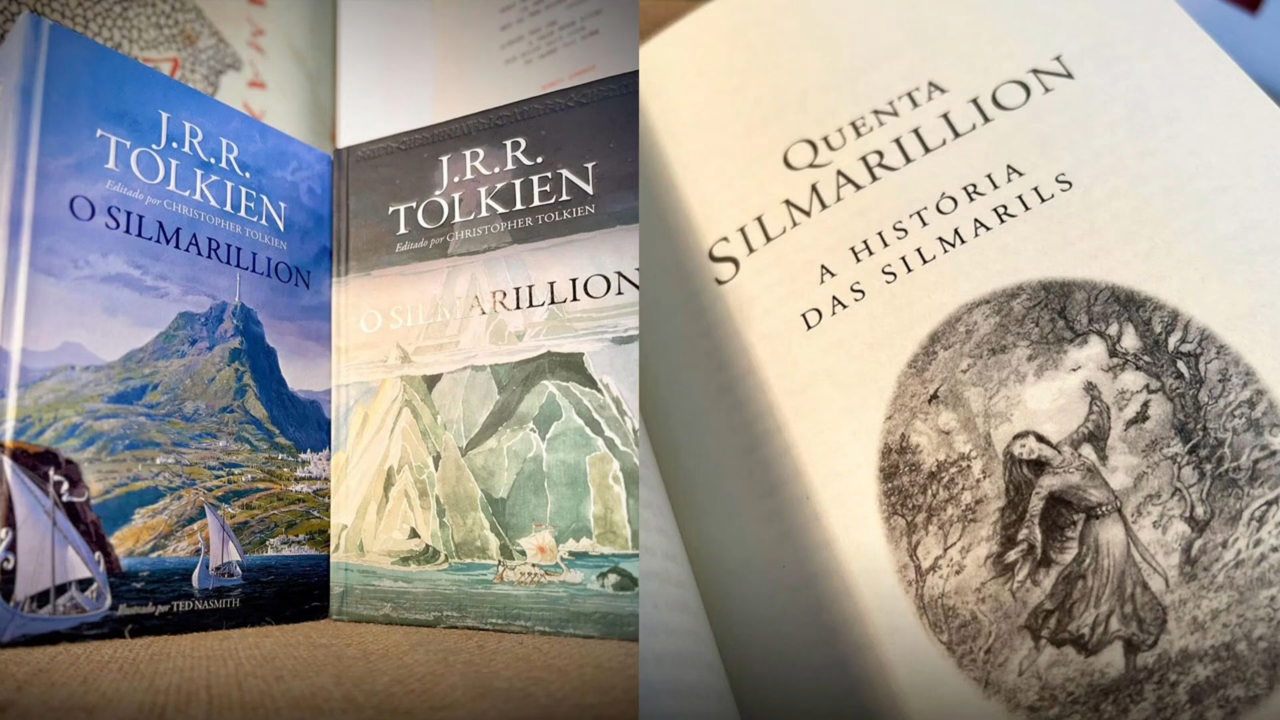 J.R.R.
TOLKIEN
Editado por CHRISTOPHER TOLKIEN
O SILMARILLION
Ilustrado por TED NASMITH
J.R.R.
TOLKIEN
Editado por CHRISTOPHER TOLKIEN
O SILMARILLION
QUENTA
SILMARILLION
A HISTÓRIA
DAS SILMARILS